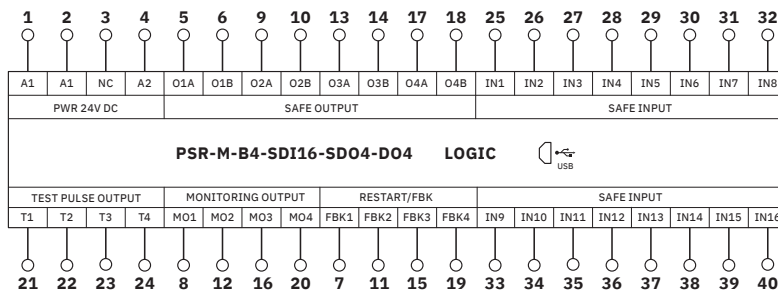 1 2 3 4 5 6 9 10 13 14 17 18 25 26 27 28 29 30 31 32
A1 A1 NC A2 O1A O1B O2A O2B O3A O3B O4A O4B IN1 IN2 IN3 IN4 IN5 IN6 IN7 IN8
PWR 24V DC SAFE OUTPUT SAFE INPUT
PSR-M-B4-SDI16-SDO4-DO4 LOGIC
USB
TEST PULSE OUTPUT MONITORING OUTPUT RESTART/FBK SAFE INPUT
T1 T2 T3 T4 MO1 MO2 MO3 MO4 FBK1 FBK2 FBK3 FBK4 IN9 IN10 IN11 IN12 IN13 IN14 IN15 IN16
21 22 23 24 8 12 16 20 7 11 15 19 33 34 35 36 37 38 39 40